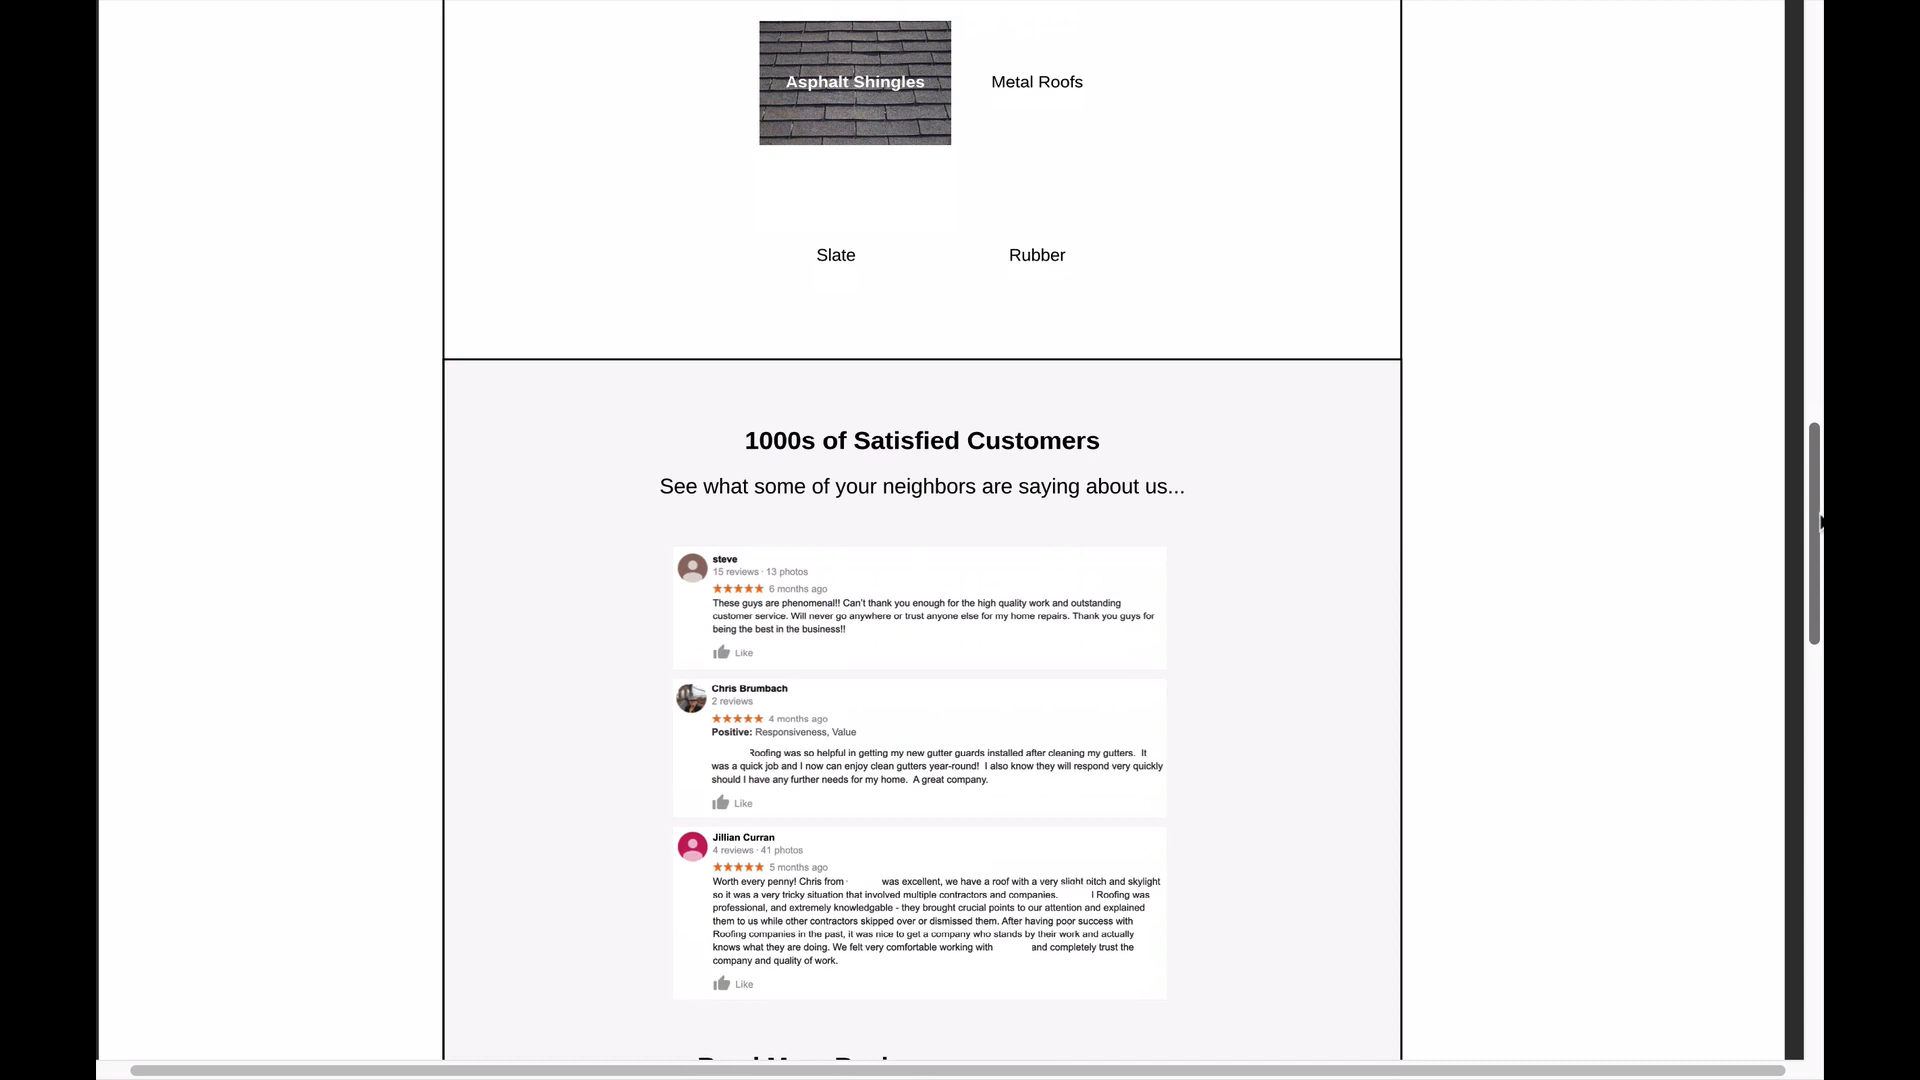 Asphalt Shingles
Metal Roofs
Slate
Rubber
1000s of Satisfied Customers
See what some of your neighbors are saying about us...
steve
15 reviews · 13 photos
★★★★★ 6 months ago
These guys are phenomenal!! Can't thank you enough for the high quality work and outstanding
customer service. Will never go anywhere or trust anyone else for my home repairs. Thank you guys for
being the best in the business!!
Like
Chris Brumbach
2 reviews
★★★★★ 4 months ago
Positive: Responsiveness, Value
Roofing was so helpful in getting my new gutter guards installed after cleaning my gutters. It
was a quick job and I now can enjoy clean gutters year-round! I also know they will respond very quickly
should I have any further needs for my home. A great company.
Like
Jillian Curran
4 reviews · 41 photos
★★★★★ 5 months ago
Worth every penny! Chris from was excellent, we have a roof with a very slight pitch and skylight
so it was a very tricky situation that involved multiple contractors and companies. Roofing was
professional, and extremely knowledgable - they brought crucial points to our attention and explained
them to us while other contractors skipped over or dismissed them. After having poor success with
Roofing companies in the past, it was nice to get a company who stands by their work and actually
knows what they are doing. We felt very comfortable working with and completely trust the
company and quality of work.
Like